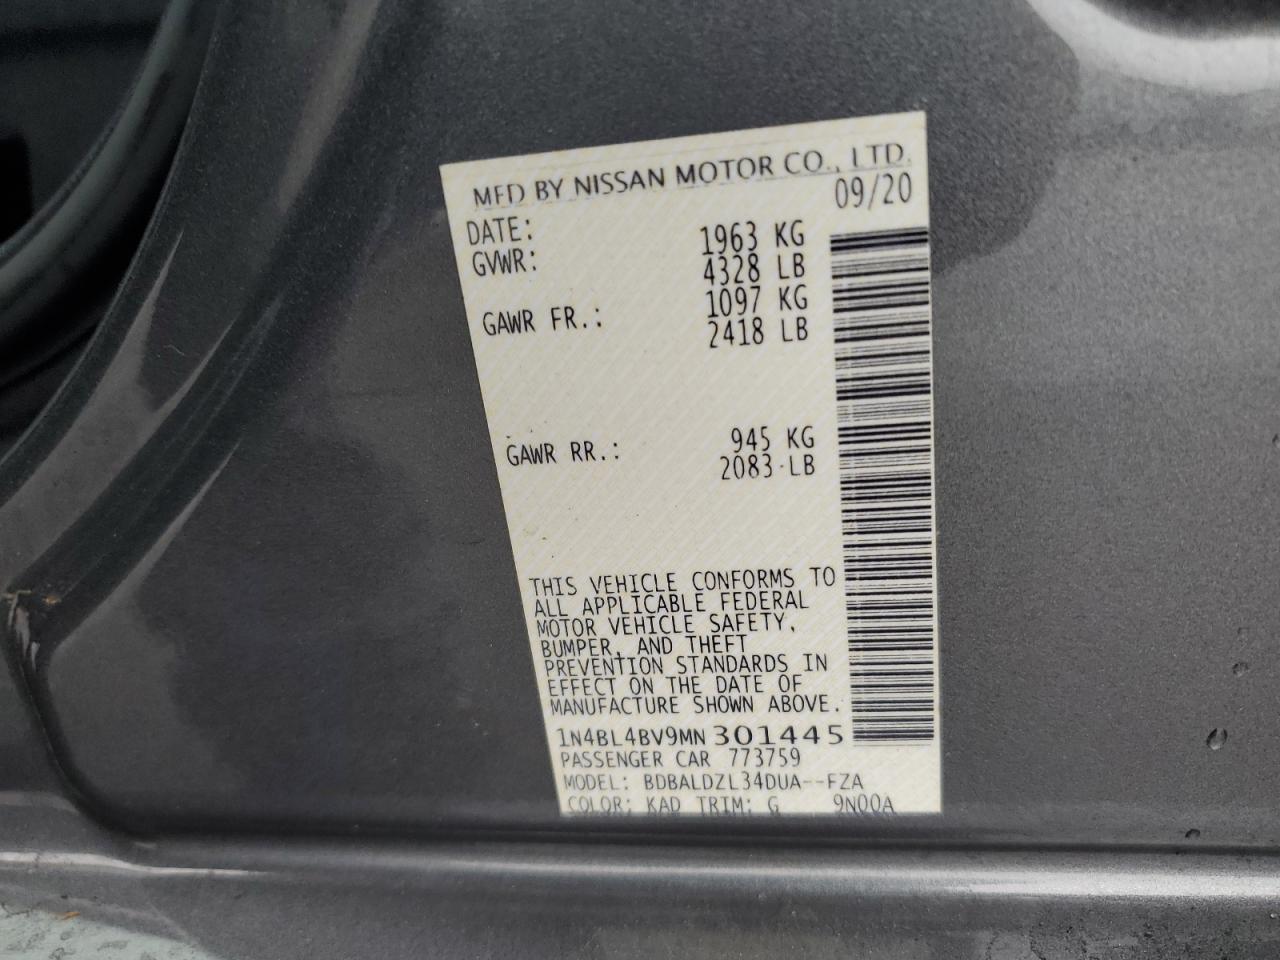 MFD BY NISSAN MOTOR CO., LTD.
DATE: 09/20
GVWR: 1963 KG
4328 LB
GAWR FR.: 1097 KG
2418 LB
GAWR RR.: 945 KG
2083 LB
THIS VEHICLE CONFORMS TO
ALL APPLICABLE FEDERAL
MOTOR VEHICLE SAFETY,
BUMPER, AND THEFT
PREVENTION STANDARDS IN
EFFECT ON THE DATE OF
MANUFACTURE SHOWN ABOVE.
1N4BL4BV9MN301445
PASSENGER CAR 773759
MODEL: BDBALDZL34DUA--FZA
COLOR: KAD TRIM: G 9N00A